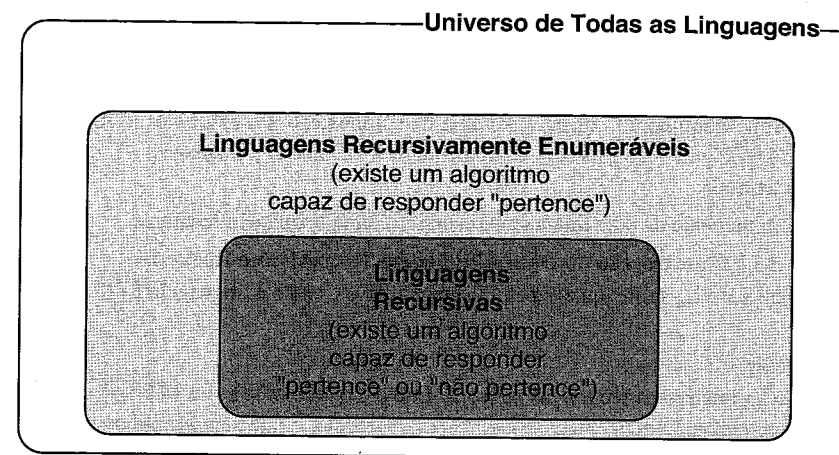 Universo de Todas as Linguagens
Linguagens Recursivamente Enumeráveis
(existe um algoritmo
capaz de responder "pertence")
Linguagens
Recursivas
(existe um algoritmo
capaz de responder
"pertence" ou "não pertence")